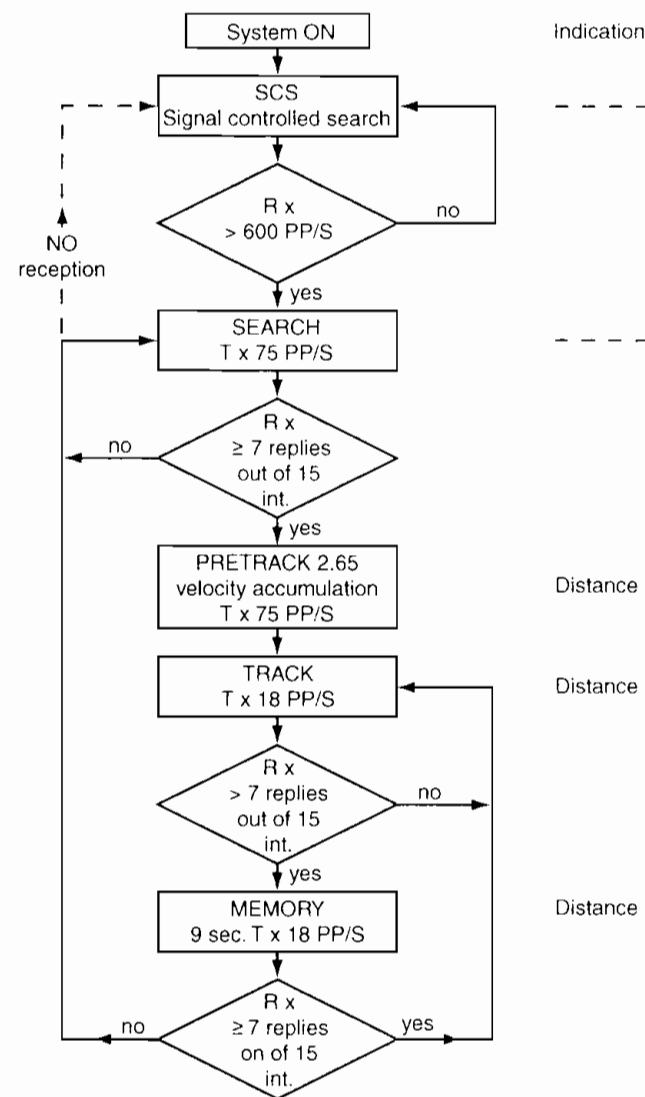 System ON
Indication
SCS
Signal controlled search
R x
> 600 PP/S
no
NO
reception
yes
SEARCH
T x 75 PP/S
R x
≥ 7 replies
out of 15
int.
no
yes
PRETRACK 2.65
velocity accumulation
T x 75 PP/S
Distance
TRACK
T x 18 PP/S
Distance
R x
> 7 replies
out of 15
int.
no
yes
MEMORY
9 sec. T x 18 PP/S
Distance
R x
≥ 7 replies
on of 15
int.
no
yes